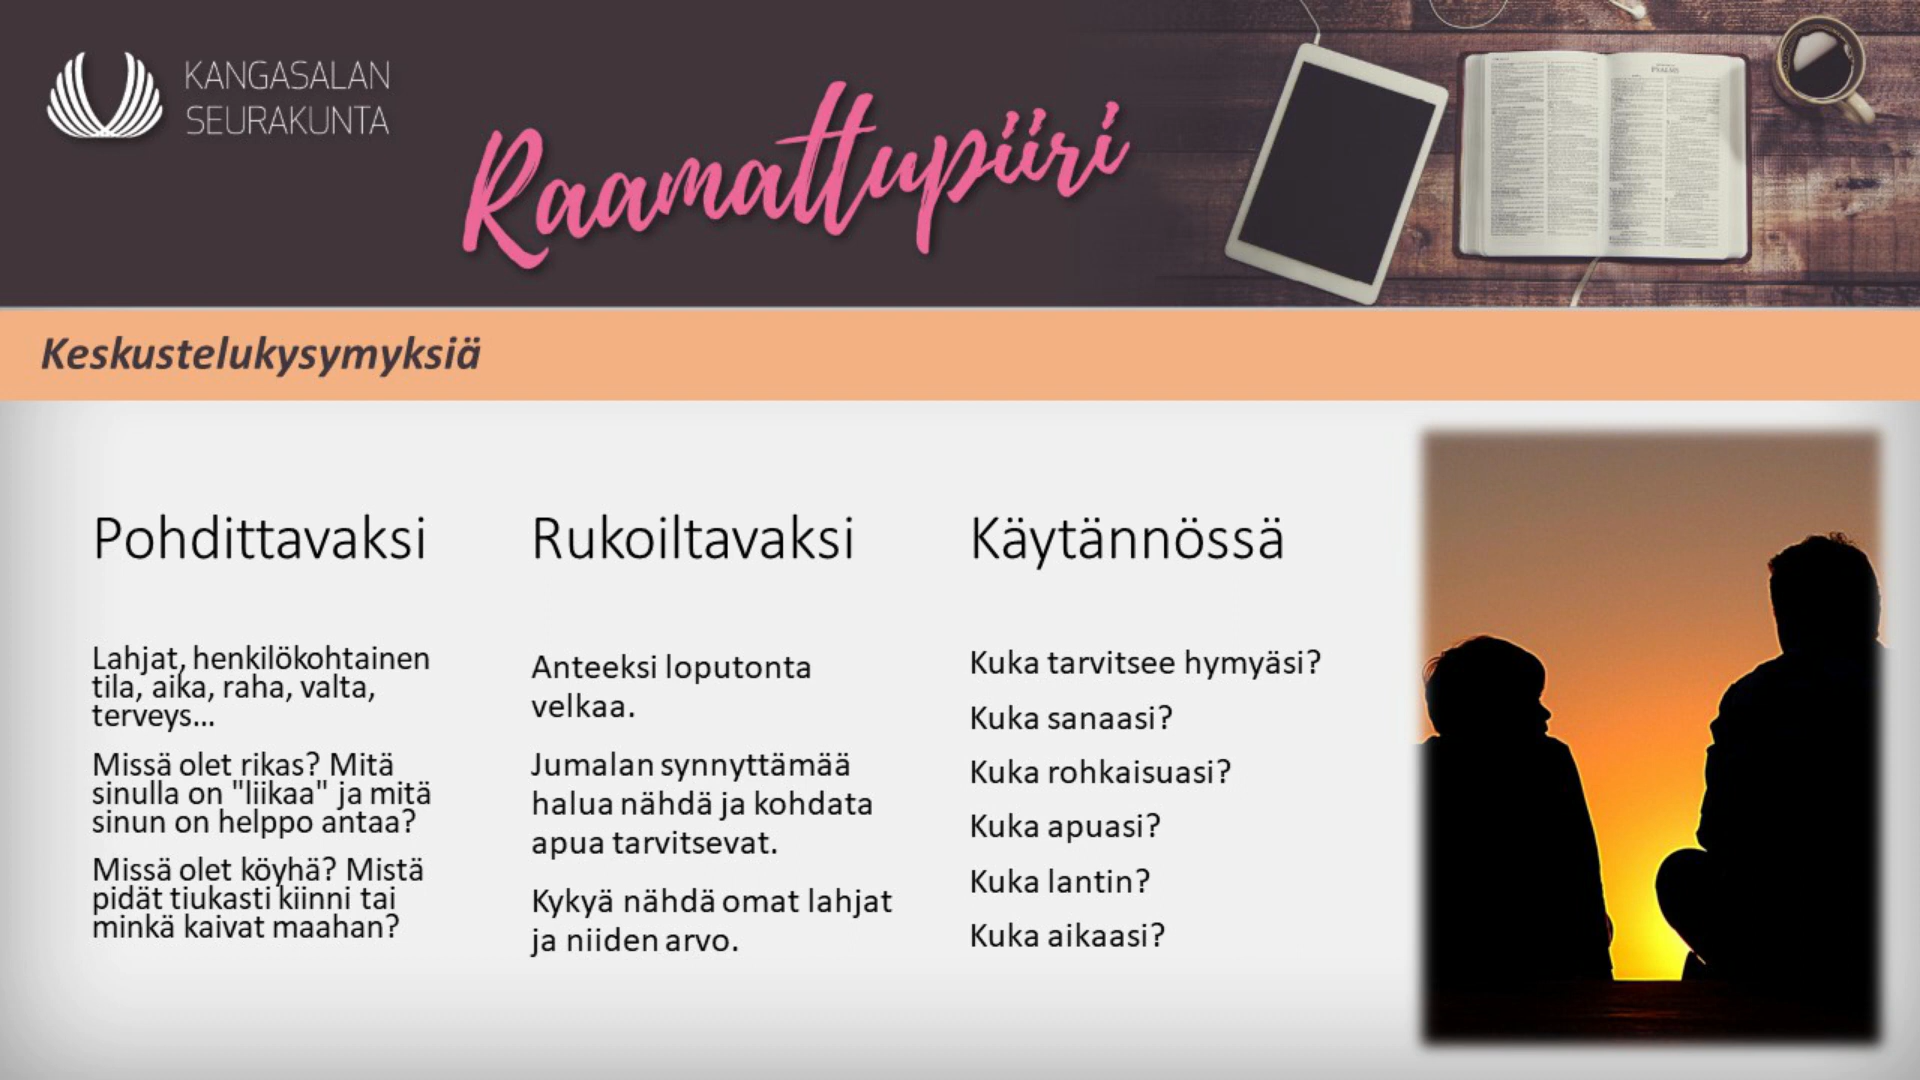 KANGASALAN
SEURAKUNTA
Raamattupiiri
PSALMS
Keskustelukysymyksiä
Pohdittavaksi
Lahjat, henkilökohtainen
tila, aika, raha, valta,
terveys...
Missä olet rikas? Mitä
sinulla on "liikaa" ja mitä
sinun on helppo antaa?
Missä olet köyhä? Mistä
pidät tiukasti kiinni tai
minkä kaivat maahan?
Rukoiltavaksi
Anteeksi loputonta
velkaa.
Jumalan synnyttämää
halua nähdä ja kohdata
apua tarvitsevat.
Kykyä nähdä omat lahjat
ja niiden arvo.
Käytännössä
Kuka tarvitsee hymyäsi?
Kuka sanaasi?
Kuka rohkaisuasi?
Kuka apuasi?
Kuka lantin?
Kuka aikaasi?